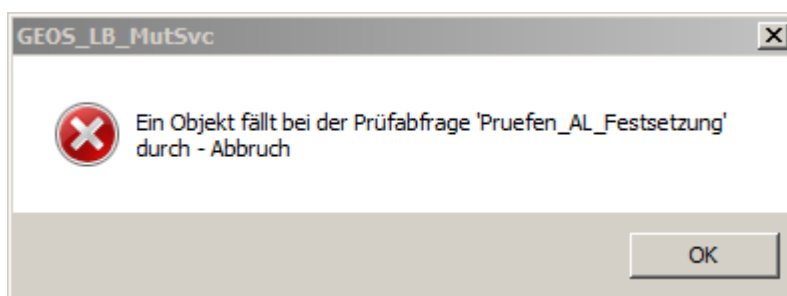 GEOS_LB_MutSvc
Ein Objekt fällt bei der Prüfabfrage 'Pruefen_AL_Festsetzung'
durch - Abbruch
OK